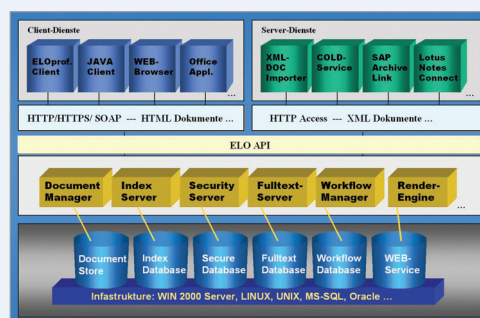 Client-Dienste
ELOprof.
Client
JAVA
Client
WEB-
Browser
Office
Appl.
...
HTTP/HTTPS/ SOAP --- HTML Dokumente ...
Server-Dienste
XML-
DOC
Importer
COLD-
Service
SAP
Archive
Link
Lotus
Notes
Connect
...
HTTP Access --- XML Dokumente ...
ELO API
Document
Manager
Index
Server
Security
Server
Fulltext-
Server
Workflow
Manager
Render-
Engine
...
Document
Store
Index
Database
Secure
Database
Fulltext
Database
Workflow
Database
WEB-
Service
Infastrukture: WIN 2000 Server, LINUX, UNIX, MS-SQL, Oracle ...